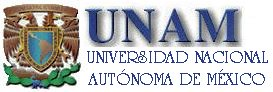 UNAM
UNIVERSIDAD NACIONAL
AUTÓNOMA DE MÉXICO